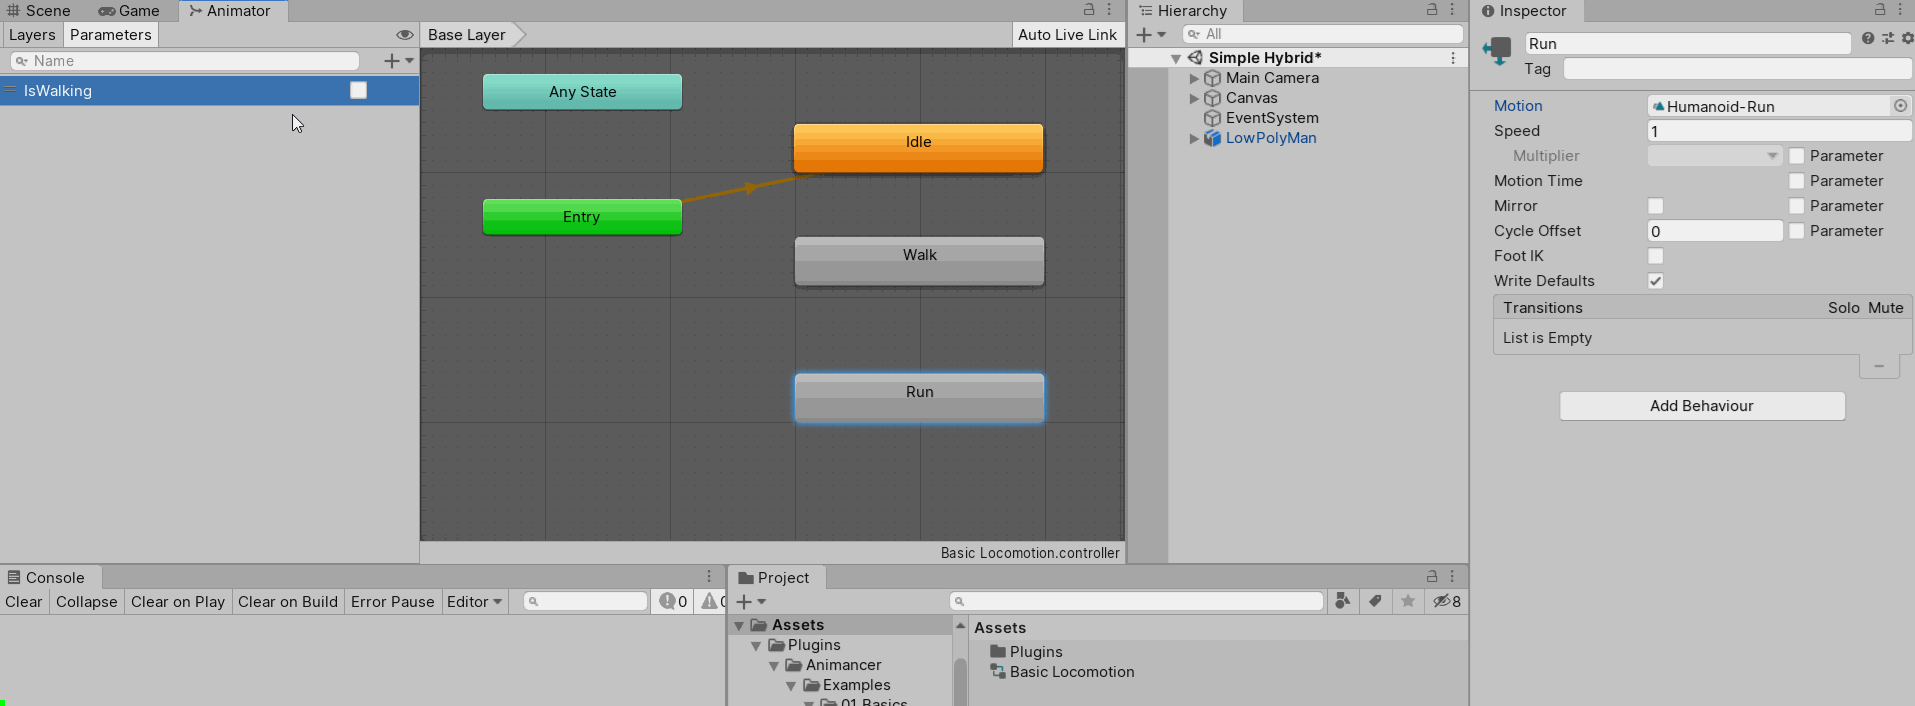 Scene
Game
Animator
Layers
Parameters
Base Layer
Auto Live Link
Name
IsWalking
Any State
Idle
Entry
Walk
Run
Basic Locomotion.controller
Hierarchy
All
Simple Hybrid*
Main Camera
Canvas
EventSystem
LowPolyMan
Inspector
Run
Tag
Motion
Humanoid-Run
Speed
1
Multiplier
Parameter
Motion Time
Parameter
Mirror
Parameter
Cycle Offset
0
Parameter
Foot IK
Write Defaults
Transitions Solo Mute
List is Empty
Add Behaviour
Console
Clear Collapse Clear on Play Clear on Build Error Pause Editor 0
Project
8
Assets
Plugins
Animancer
Examples
01 Basics
Assets
Plugins
Basic Locomotion